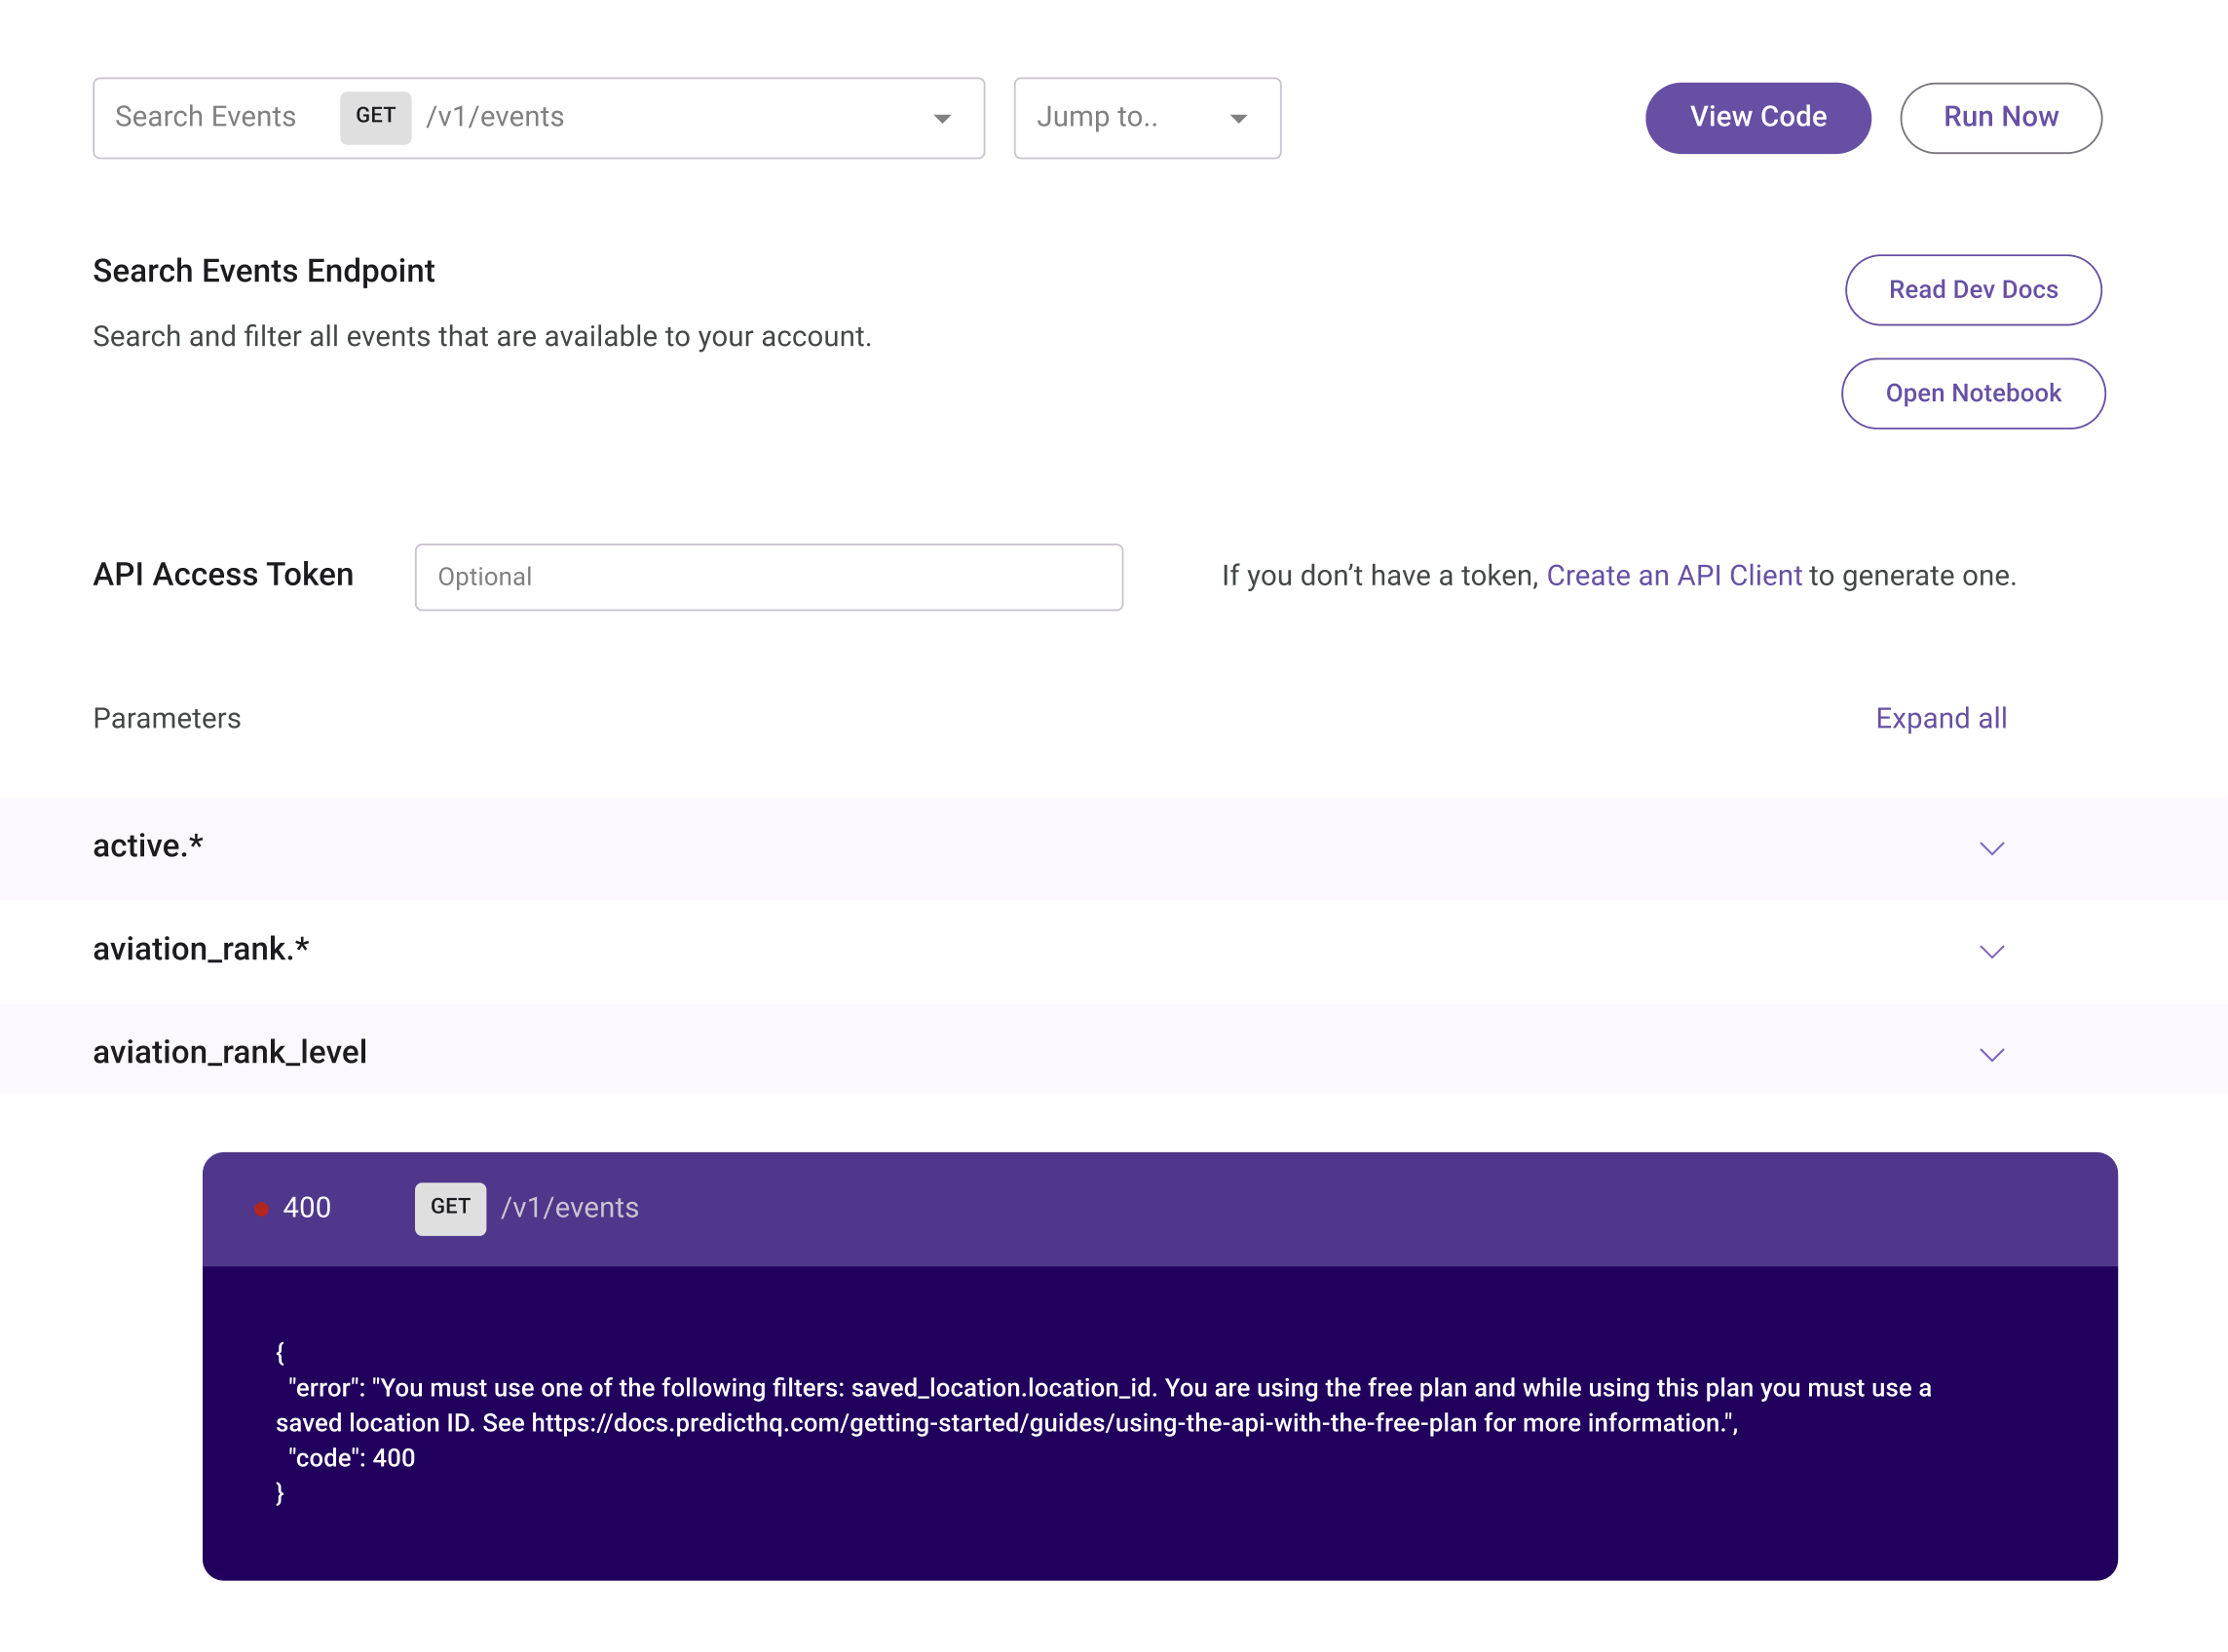 Search Events GET /v1/events Jump to.. View Code Run Now
Search Events Endpoint
Search and filter all events that are available to your account.
Read Dev Docs
Open Notebook
API Access Token Optional If you don’t have a token, Create an API Client to generate one.
Parameters Expand all
active.*
aviation_rank.*
aviation_rank_level
400 GET /v1/events
{
"error": "You must use one of the following filters: saved_location.location_id. You are using the free plan and while using this plan you must use a
saved location ID. See https://docs.predicthq.com/getting-started/guides/using-the-api-with-the-free-plan for more information.",
"code": 400
}